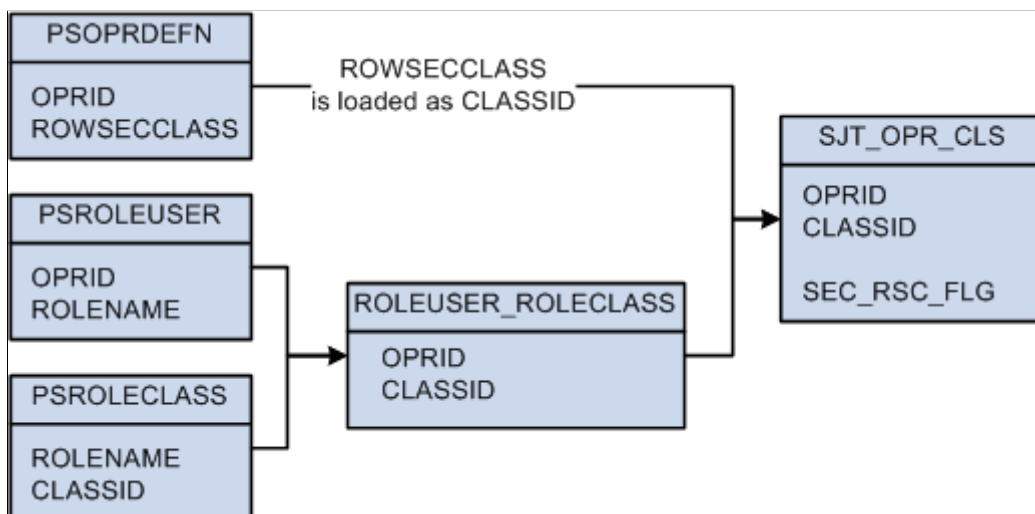 PSOPRDEFN
OPRID
ROWSECCLASS
ROWSECCLASS
is loaded as CLASSID
PSROLEUSER
OPRID
ROLENAME
PSROLECLASS
ROLENAME
CLASSID
ROLEUSER_ROLECLASS
OPRID
CLASSID
SJT_OPR_CLS
OPRID
CLASSID
SEC_RSC_FLG